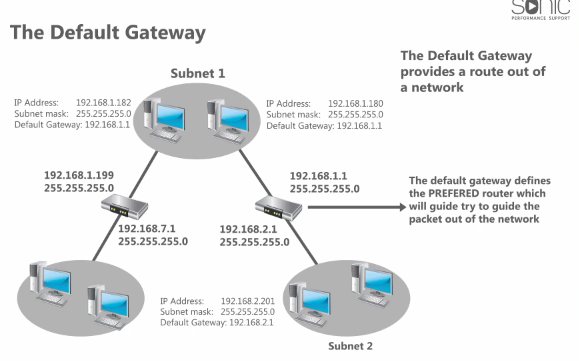 SONIC
PERFORMANCE SUPPORT
The Default Gateway
The Default Gateway
provides a route out of
a network
Subnet 1
IP Address: 192.168.1.182
Subnet mask: 255.255.255.0
Default Gateway: 192.168.1.1
IP Address: 192.168.1.180
Subnet mask: 255.255.255.0
Default Gateway: 192.168.1.1
192.168.1.199
255.255.255.0
192.168.1.1
255.255.255.0
The default gateway defines
the PREFERED router which
will guide try to guide the
packet out of the network
192.168.7.1
255.255.255.0
192.168.2.1
255.255.255.0
IP Address: 192.168.2.201
Subnet mask: 255.255.255.0
Default Gateway: 192.168.2.1
Subnet 2